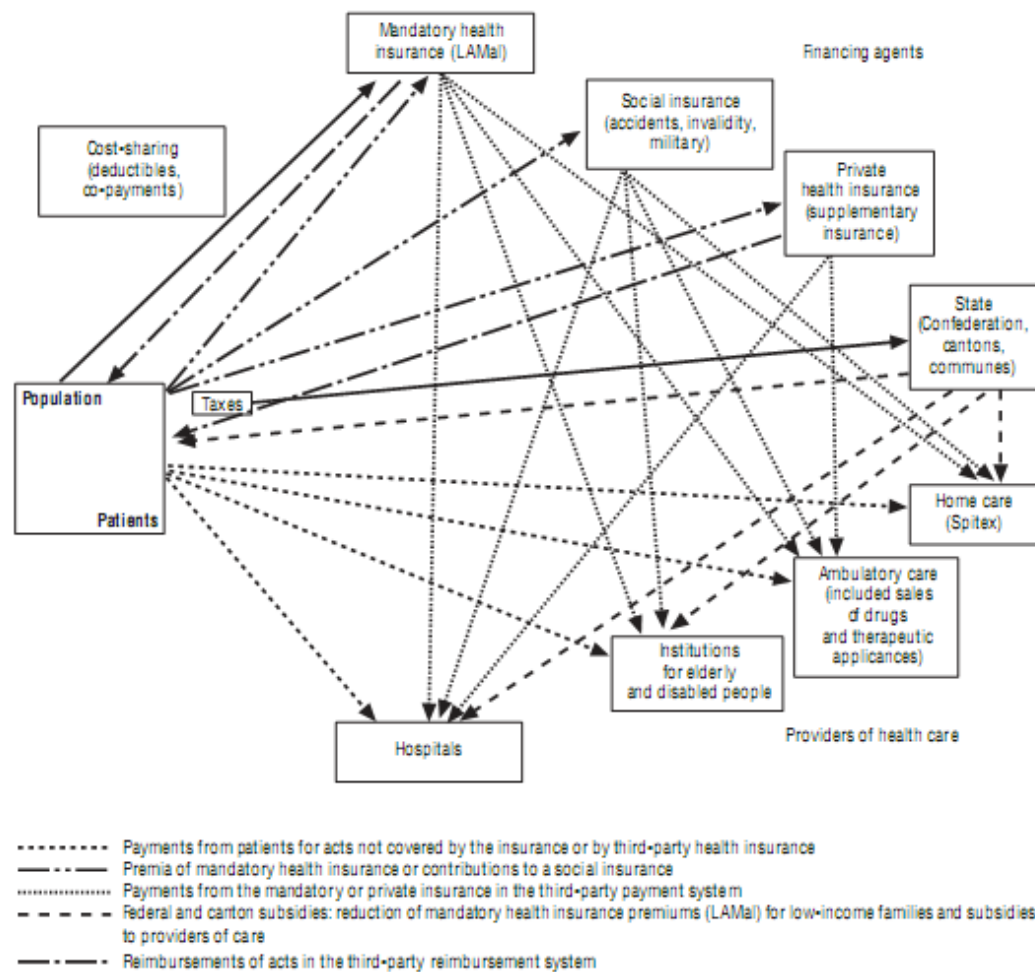 Mandatory health
insurance (LAMal)
Financing agents
Social insurance
(accidents, invalidity,
military)
Cost-sharing
(deductibles,
co-payments)
Private
health insurance
(supplementary
insurance)
State
(Confederation,
cantons,
communes)
Population
Taxes
Patients
Home care
(Spitex)
Ambulatory care
(included sales
of drugs
and therapeutic
applicances)
Institutions
for elderly
and disabled people
Hospitals
Providers of health care
Payments from patients for acts not covered by the insurance or by third-party health insurance
Premia of mandatory health insurance or contributions to a social insurance
Payments from the mandatory or private insurance in the third-party payment system
Federal and canton subsidies: reduction of mandatory health insurance premiums (LAMal) for low-income families and subsidies
to providers of care
Reimbursements of acts in the third-party reimbursement system